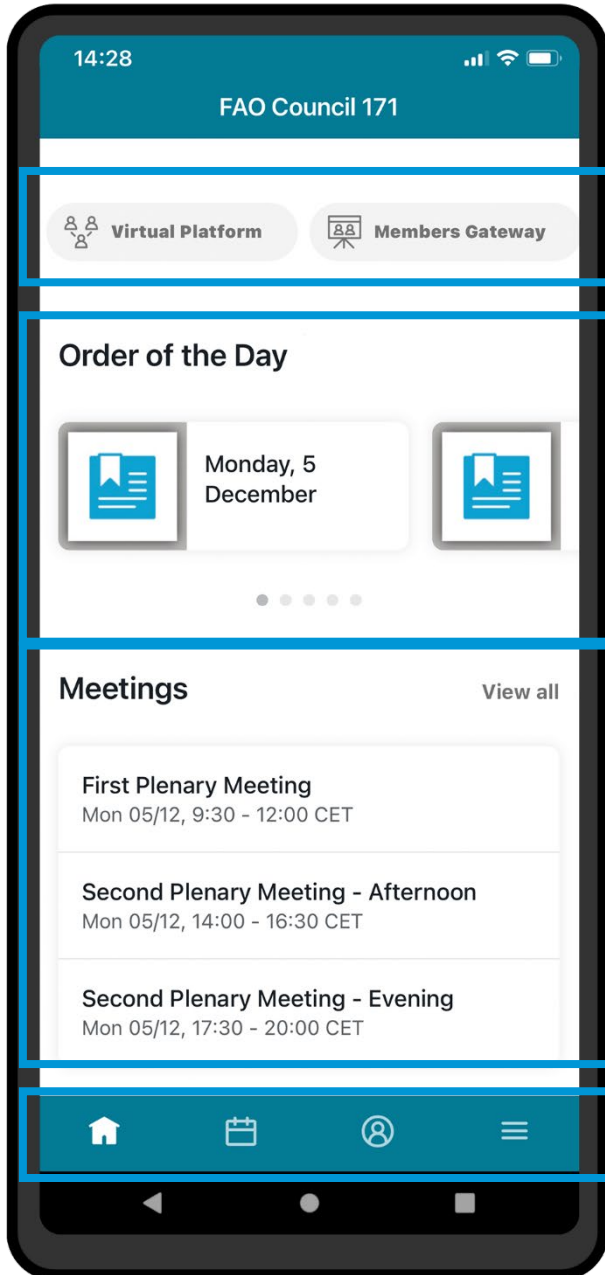 14:28
FAO Council 171
Virtual Platform
Members Gateway
Order of the Day
Monday, 5
December
Meetings
View all
First Plenary Meeting
Mon 05/12, 9:30 - 12:00 CET
Second Plenary Meeting - Afternoon
Mon 05/12, 14:00 - 16:30 CET
Second Plenary Meeting - Evening
Mon 05/12, 17:30 - 20:00 CET